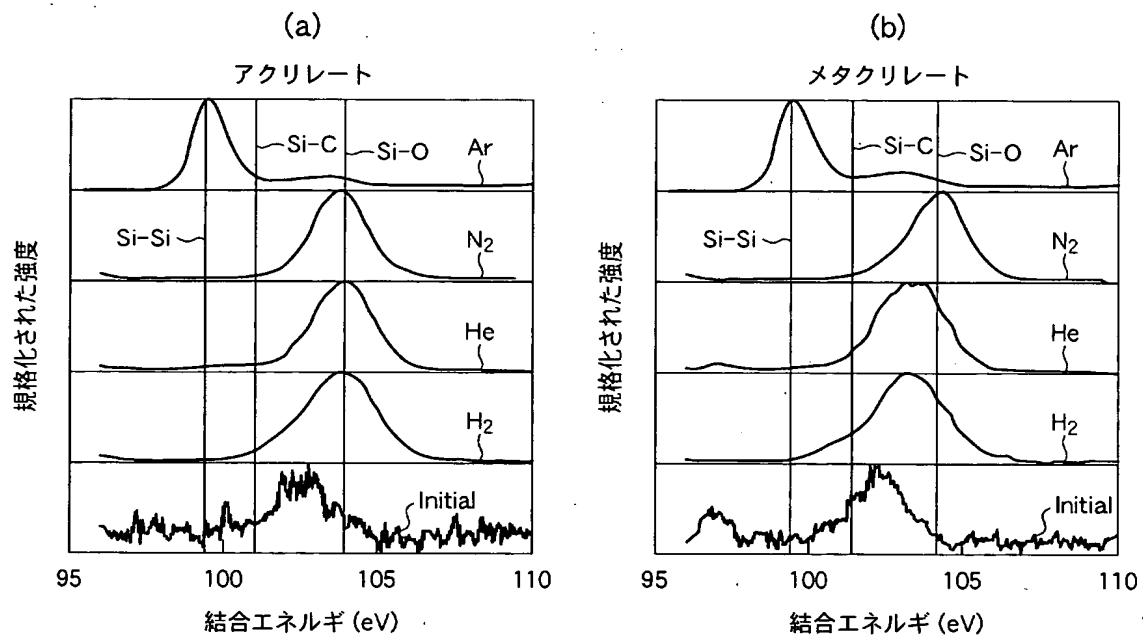 (a)
アクリレート
Si-C
Si-O
Ar
Si-Si
N2
He
H2
Initial
規格化された強度
95
100
105
110
結合エネルギ (eV)
(b)
メタクリレート
Si-C
Si-O
Ar
Si-Si
N2
He
H2
Initial
規格化された強度
95
100
105
110
結合エネルギ (eV)